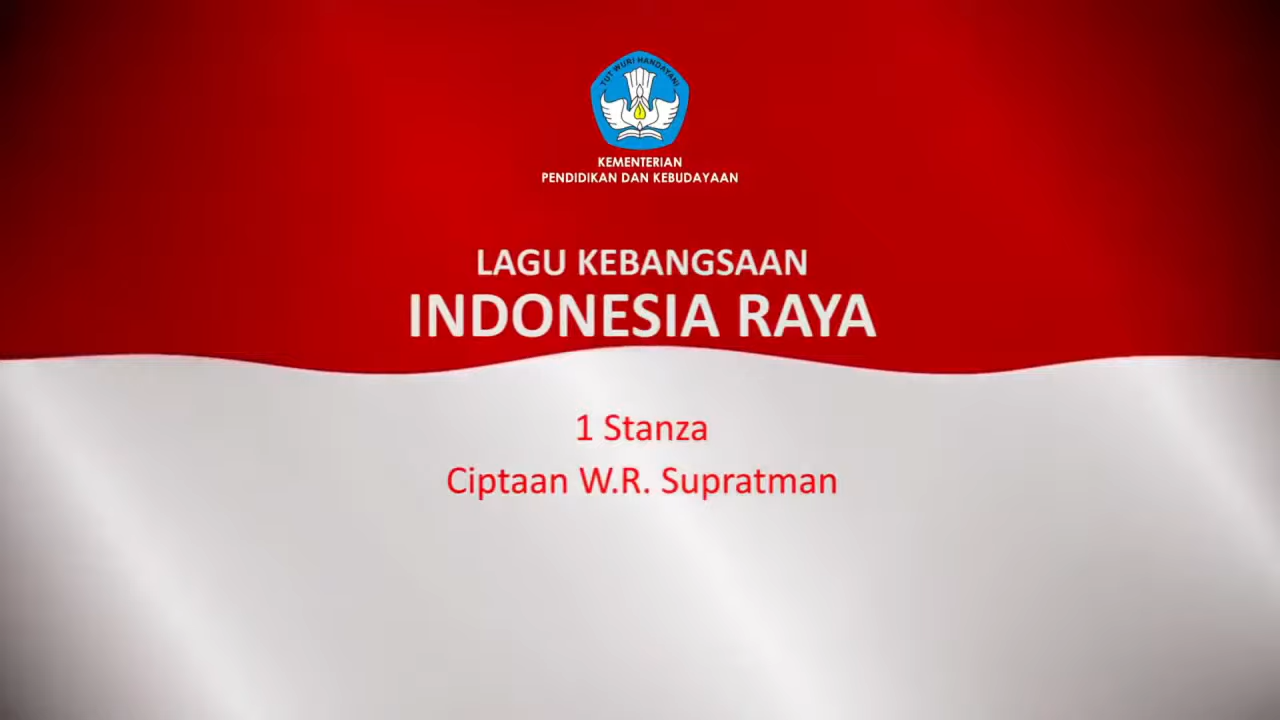 TUT WURI HANDAYANI
KEMENTERIAN
PENDIDIKAN DAN KEBUDAYAAN
LAGU KEBANGSAAN
INDONESIA RAYA
1 Stanza
Ciptaan W.R. Supratman